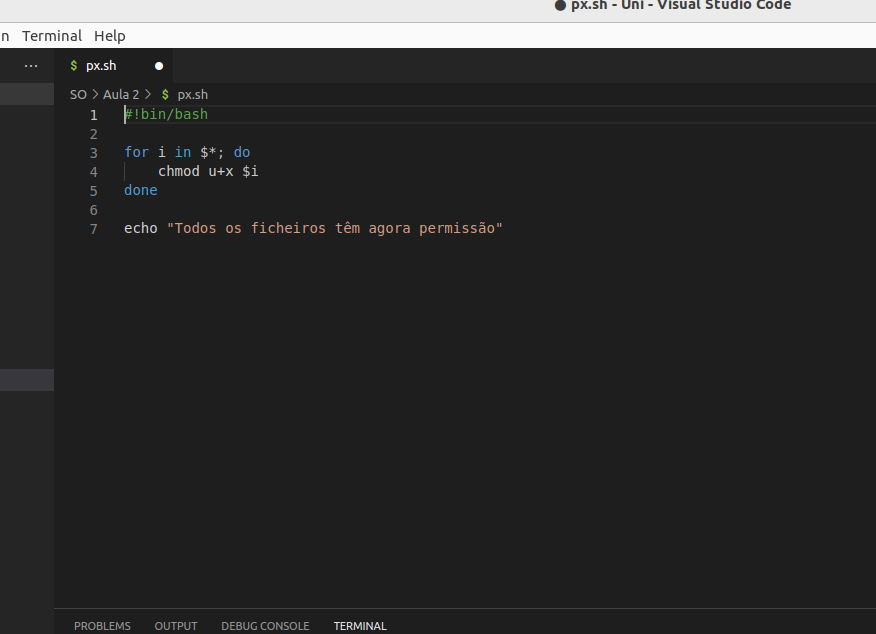 px.sh - Uni - Visual Studio Code
n Terminal Help
... $ px.sh
SO > Aula 2 > $ px.sh
1 #!bin/bash
2
3 for i in $*; do
4 chmod u+x $i
5 done
6
7 echo "Todos os ficheiros têm agora permissão"
PROBLEMS OUTPUT DEBUG CONSOLE TERMINAL